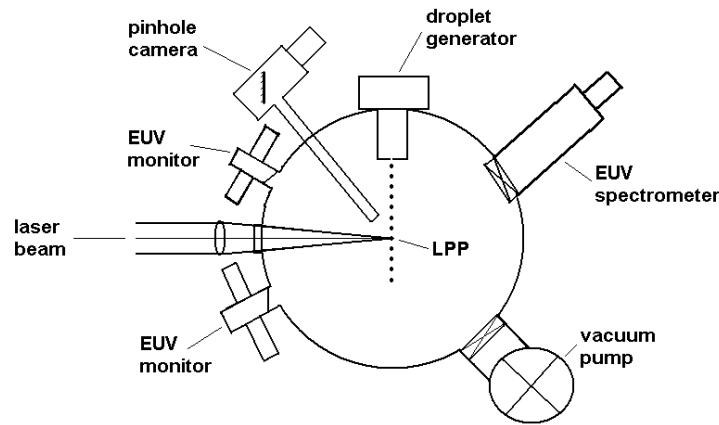 pinhole
camera
droplet
generator
EUV
monitor
EUV
spectrometer
laser
beam
LPP
EUV
monitor
vacuum
pump